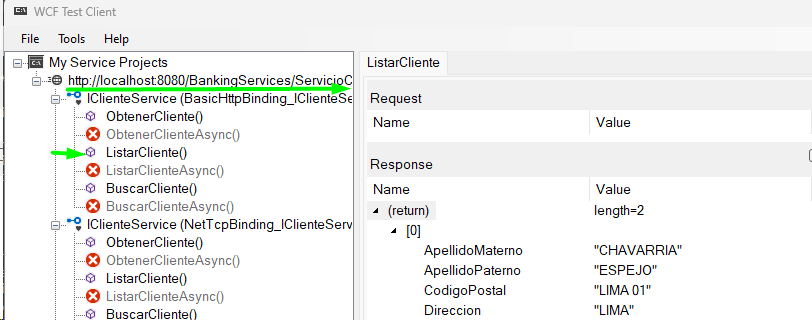 WCF Test Client
File Tools Help
My Service Projects
http://localhost:8080/BankingServices/ServicioC
IClienteService (BasicHttpBinding_IClienteSe
ObtenerCliente()
ObtenerClienteAsync()
ListarCliente()
ListarClienteAsync()
BuscarCliente()
BuscarClienteAsync()
IClienteService (NetTcpBinding_IClienteServ
ObtenerCliente()
ObtenerClienteAsync()
ListarCliente()
ListarClienteAsync()
BuscarCliente()
ListarCliente
Request
Name Value
Response
Name Value
(return) length=2
[0]
ApellidoMaterno "CHAVARRIA"
ApellidoPaterno "ESPEJO"
CodigoPostal "LIMA 01"
Direccion "LIMA"